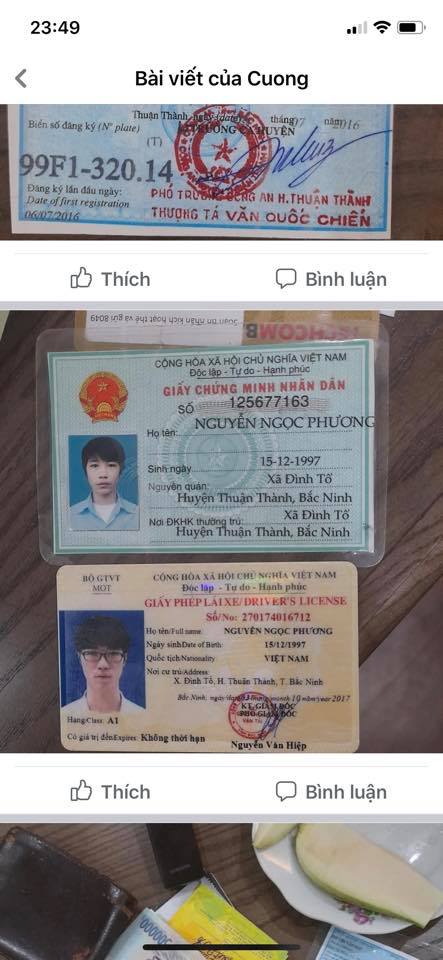 23:49
Bài viết của Cuong
Thuận Thành, ngày (date) tháng 07 năm 2016
Biển số đăng ký (N° plate)
TRƯỞNG CA HUYỆN
(T)
99F1-320.14
Đăng ký lần đầu ngày:
Date of first registration
06/07/2016
PHÓ TRƯỞNG CÔNG AN H.THUẬN THÀNH
THƯỢNG TÁ VĂN QUỐC CHIẾN
Thích
Bình luận
CỘNG HÒA XÃ HỘI CHỦ NGHĨA VIỆT NAM
Độc lập - Tự do - Hạnh phúc
GIẤY CHỨNG MINH NHÂN DÂN
SỐ 125677163
Họ tên: NGUYỄN NGỌC PHƯƠNG
Sinh ngày 15-12-1997
Nguyên quán: Xã Đình Tổ
Huyện Thuận Thành, Bắc Ninh
Nơi ĐKHK thường trú: Xã Đình Tổ
Huyện Thuận Thành, Bắc Ninh
BỘ GTVT
MOT
CỘNG HÒA XÃ HỘI CHỦ NGHĨA VIỆT NAM
Độc lập - Tự do - Hạnh phúc
GIẤY PHÉP LÁI XE/DRIVER'S LICENSE
Số/No: 270174016712
Họ tên/Full name: NGUYỄN NGỌC PHƯƠNG
Ngày sinh/Date of Birth: 15/12/1997
Quốc tịch/Nationality VIỆT NAM
Nơi cư trú/Address:
X. Đình Tổ, H. Thuận Thành, T. Bắc Ninh
Bắc Ninh, ngày/date tháng/month 10 năm/year 2017
KT. GIÁM ĐỐC
PHÓ GIÁM ĐỐC
Hạng/Class: A1
Có giá trị đến/Expires: Không thời hạn
Nguyễn Văn Hiệp
Thích
Bình luận